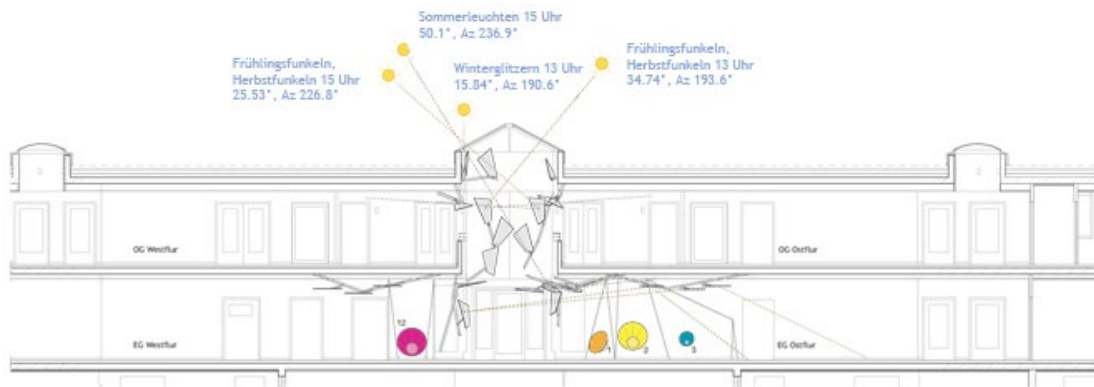 Sommerleuchten 15 Uhr
50.1°, Az 236.9°
Frühlingsfunkeln,
Herbstfunkeln 15 Uhr
25.53°, Az 226.8°
Winterglitzern 13 Uhr
15.84°, Az 190.6°
Frühlingsfunkeln,
Herbstfunkeln 13 Uhr
34.74°, Az 193.6°
OG Westflur
OG Ostflur
EG Westflur
12
1
2
3
EG Ostflur